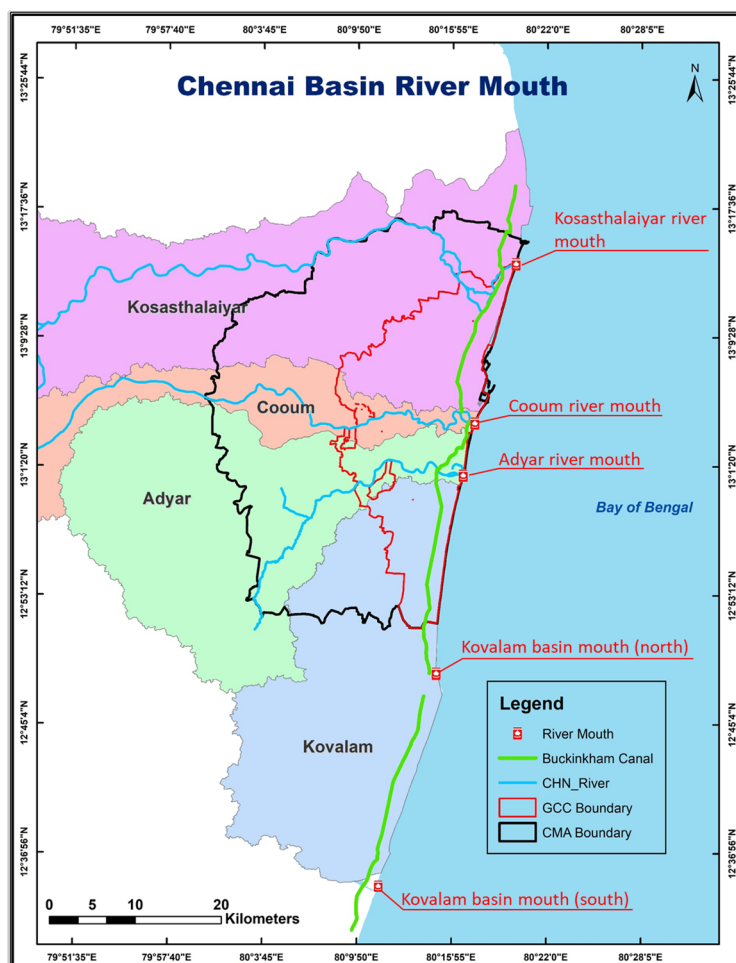 79°51'35"E 79°57'40"E 80°3'45"E 80°9'50"E 80°15'55"E 80°22'0"E 80°28'5"E
Chennai Basin River Mouth
N
13°25'44"N 13°25'44"N
13°17'36"N 13°17'36"N
Kosasthalaiyar river
mouth
Kosasthalaiyar
13°9'28"N 13°9'28"N
Cooum
Cooum river mouth
13°1'20"N 13°1'20"N
Adyar river mouth
Adyar
Bay of Bengal
12°53'12"N 12°53'12"N
Kovalam basin mouth (north)
Legend
River Mouth
Buckinkham Canal
CHN_River
GCC Boundary
CMA Boundary
12°45'4"N 12°45'4"N
Kovalam
12°36'56"N 12°36'56"N
Kovalam basin mouth (south)
0 5 10 20
Kilometers
79°51'35"E 79°57'40"E 80°3'45"E 80°9'50"E 80°15'55"E 80°22'0"E 80°28'5"E